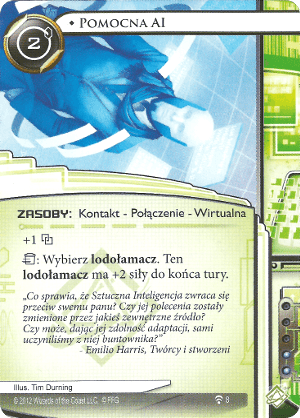 • Pomocna AI
2
ZASOBY: Kontakt - Połączenie - Wirtualna
+1
: Wybierz lodołamacz. Ten
lodołamacz ma +2 siły do końca tury.
„Co sprawia, że Sztuczna Inteligencja zwraca się
przeciw swemu panu? Czy jej polecenia zostały
zmienione przez jakieś zewnętrzne źródło?
Czy może, dając jej zdolność adaptacji, sami
uczyniliśmy z niej buntownika?”
- Emilio Harris, Twórcy i stworzeni
Illus. Tim Durning
© 2012 Wizards of the Coast LLC. © FFG
8